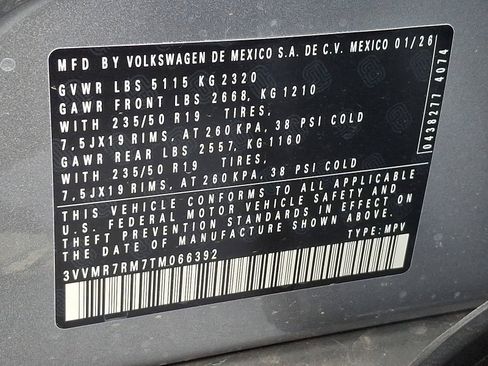 MFD BY VOLKSWAGEN DE MEXICO S.A. DE C.V. MEXICO 01/26
GVWR LBS 5115 KG 2320
GAWR FRONT LBS 2668, KG 1210
WITH 235/50 R19 TIRES,
7,5JX19 RIMS, AT 260KPA, 38 PSI COLD
GAWR REAR LBS 2557, KG 1160
WITH 235/50 R19 TIRES,
7,5JX19 RIMS, AT 260KPA, 38 PSI COLD
THIS VEHICLE CONFORMS TO ALL APPLICABLE
U.S. FEDERAL MOTOR VEHICLE SAFETY AND
THEFT PREVENTION STANDARDS IN EFFECT ON
THE DATE OF MANUFACTURE SHOWN ABOVE.
3VVMR7RM7TM066392 TYPE: MPV
0438277 4074